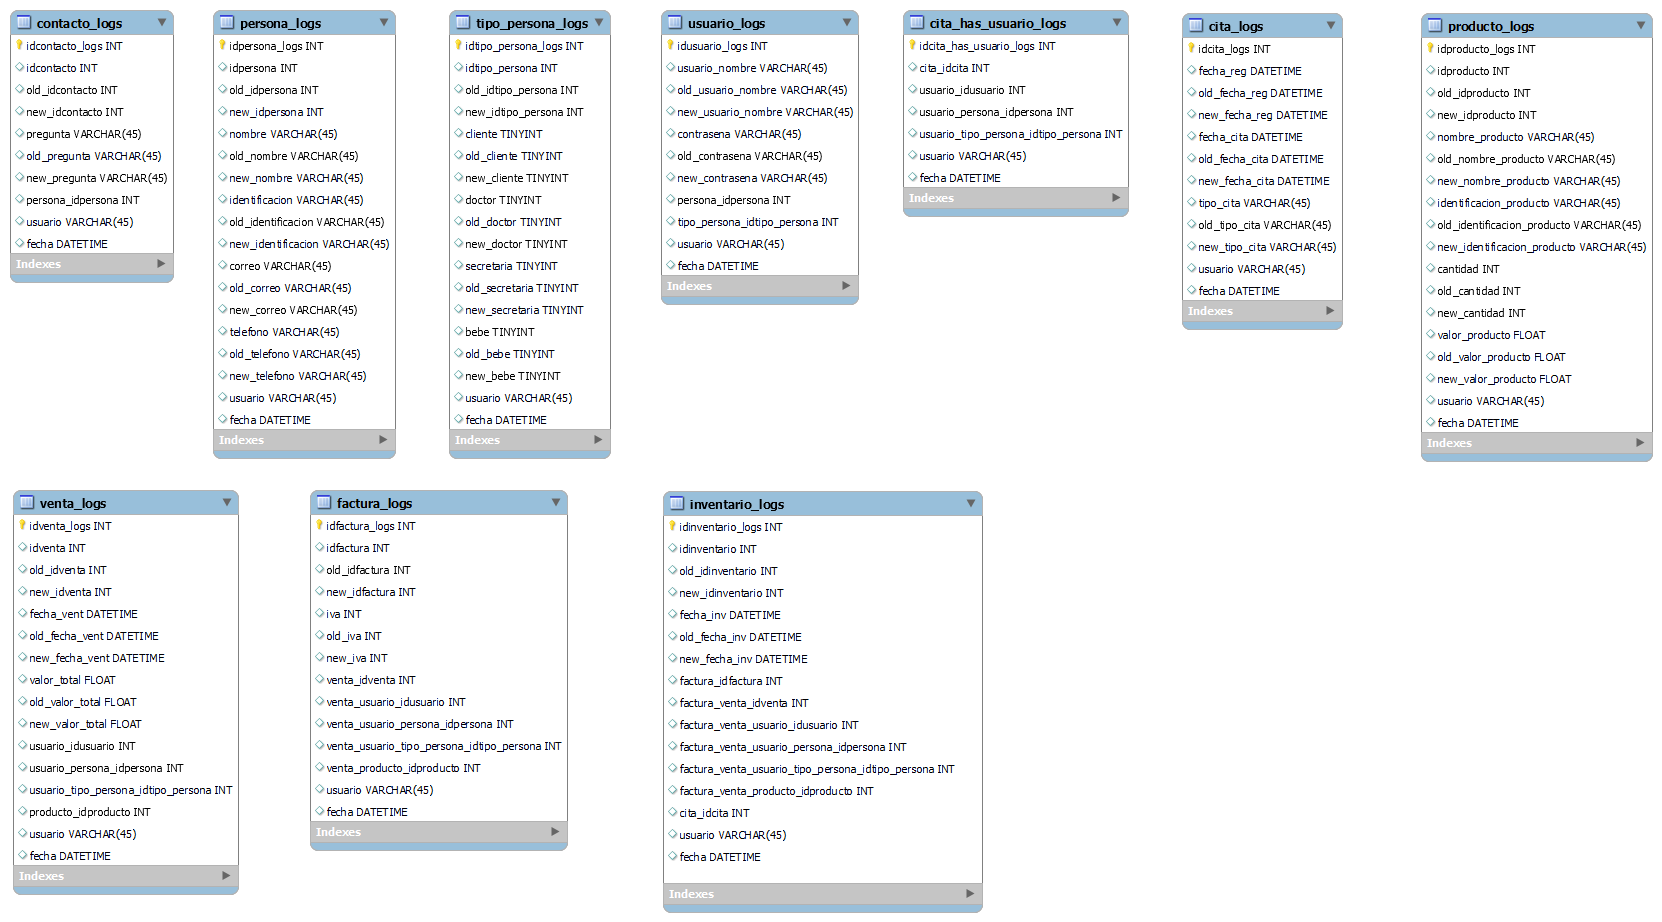 contacto_logs
idcontacto_logs INT
idcontacto INT
old_idcontacto INT
new_idcontacto INT
pregunta VARCHAR(45)
old_pregunta VARCHAR(45)
new_pregunta VARCHAR(45)
persona_idpersona INT
usuario VARCHAR(45)
fecha DATETIME
Indexes
persona_logs
idpersona_logs INT
idpersona INT
old_idpersona INT
new_idpersona INT
nombre VARCHAR(45)
old_nombre VARCHAR(45)
new_nombre VARCHAR(45)
identificacion VARCHAR(45)
old_identificacion VARCHAR(45)
new_identificacion VARCHAR(45)
correo VARCHAR(45)
old_correo VARCHAR(45)
new_correo VARCHAR(45)
telefono VARCHAR(45)
old_telefono VARCHAR(45)
new_telefono VARCHAR(45)
usuario VARCHAR(45)
fecha DATETIME
Indexes
tipo_persona_logs
idtipo_persona_logs INT
idtipo_persona INT
old_idtipo_persona INT
new_idtipo_persona INT
cliente TINYINT
old_cliente TINYINT
new_cliente TINYINT
doctor TINYINT
old_doctor TINYINT
new_doctor TINYINT
secretaria TINYINT
old_secretaria TINYINT
new_secretaria TINYINT
bebe TINYINT
old_bebe TINYINT
new_bebe TINYINT
usuario VARCHAR(45)
fecha DATETIME
Indexes
usuario_logs
idusuario_logs INT
usuario_nombre VARCHAR(45)
old_usuario_nombre VARCHAR(45)
new_usuario_nombre VARCHAR(45)
contrasena VARCHAR(45)
old_contrasena VARCHAR(45)
new_contrasena VARCHAR(45)
persona_idpersona INT
tipo_persona_idtipo_persona INT
usuario VARCHAR(45)
fecha DATETIME
Indexes
cita_has_usuario_logs
idcita_has_usuario_logs INT
cita_idcita INT
usuario_idusuario INT
usuario_persona_idpersona INT
usuario_tipo_persona_idtipo_persona INT
usuario VARCHAR(45)
fecha DATETIME
Indexes
cita_logs
idcita_logs INT
fecha_reg DATETIME
old_fecha_reg DATETIME
new_fecha_reg DATETIME
fecha_cita DATETIME
old_fecha_cita DATETIME
new_fecha_cita DATETIME
tipo_cita VARCHAR(45)
old_tipo_cita VARCHAR(45)
new_tipo_cita VARCHAR(45)
usuario VARCHAR(45)
fecha DATETIME
Indexes
producto_logs
idproducto_logs INT
idproducto INT
old_idproducto INT
new_idproducto INT
nombre_producto VARCHAR(45)
old_nombre_producto VARCHAR(45)
new_nombre_producto VARCHAR(45)
identificacion_producto VARCHAR(45)
old_identificacion_producto VARCHAR(45)
new_identificacion_producto VARCHAR(45)
cantidad INT
old_cantidad INT
new_cantidad INT
valor_producto FLOAT
old_valor_producto FLOAT
new_valor_producto FLOAT
usuario VARCHAR(45)
fecha DATETIME
Indexes
venta_logs
idventa_logs INT
idventa INT
old_idventa INT
new_idventa INT
fecha_vent DATETIME
old_fecha_vent DATETIME
new_fecha_vent DATETIME
valor_total FLOAT
old_valor_total FLOAT
new_valor_total FLOAT
usuario_idusuario INT
usuario_persona_idpersona INT
usuario_tipo_persona_idtipo_persona INT
producto_idproducto INT
usuario VARCHAR(45)
fecha DATETIME
Indexes
factura_logs
idfactura_logs INT
idfactura INT
old_idfactura INT
new_idfactura INT
iva INT
old_iva INT
new_iva INT
venta_idventa INT
venta_usuario_idusuario INT
venta_usuario_persona_idpersona INT
venta_usuario_tipo_persona_idtipo_persona INT
venta_producto_idproducto INT
usuario VARCHAR(45)
fecha DATETIME
Indexes
inventario_logs
idinventario_logs INT
idinventario INT
old_idinventario INT
new_idinventario INT
fecha_inv DATETIME
old_fecha_inv DATETIME
new_fecha_inv DATETIME
factura_idfactura INT
factura_venta_idventa INT
factura_venta_usuario_idusuario INT
factura_venta_usuario_persona_idpersona INT
factura_venta_usuario_tipo_persona_idtipo_persona INT
factura_venta_producto_idproducto INT
cita_idcita INT
usuario VARCHAR(45)
fecha DATETIME
Indexes